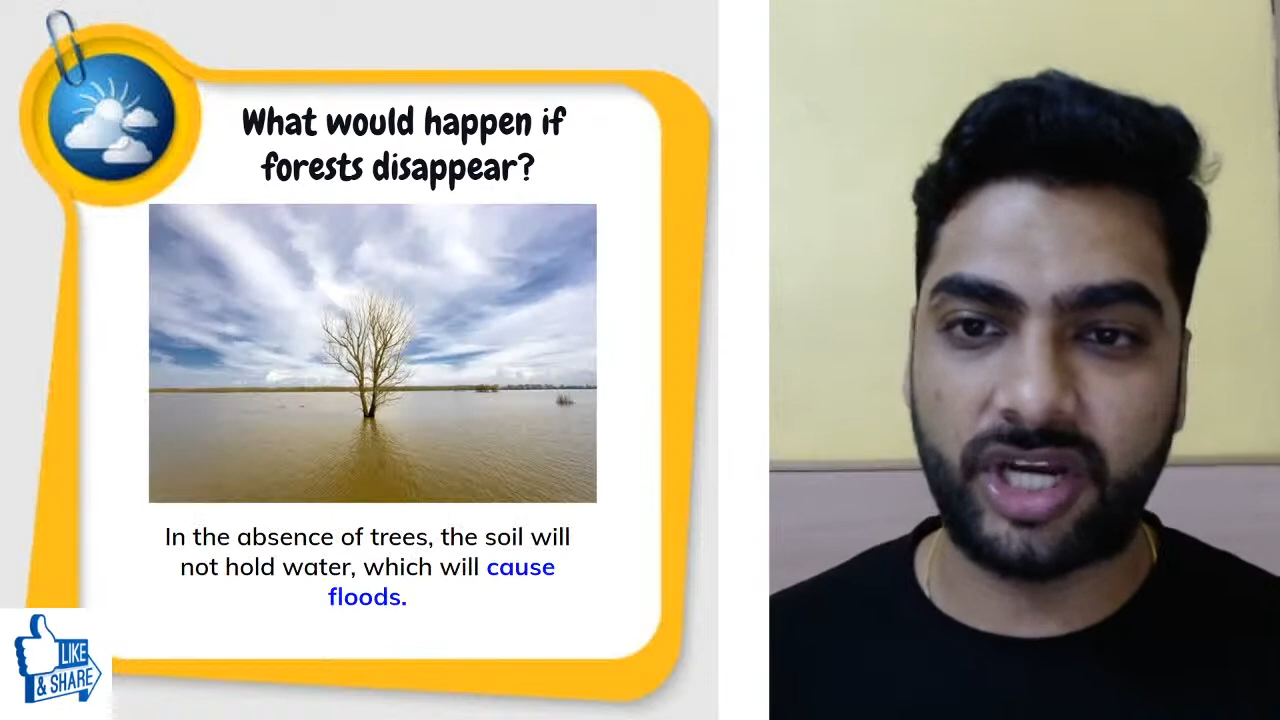 What would happen if
forests disappear?
In the absence of trees, the soil will
not hold water, which will cause
floods.
LIKE
& SHARE